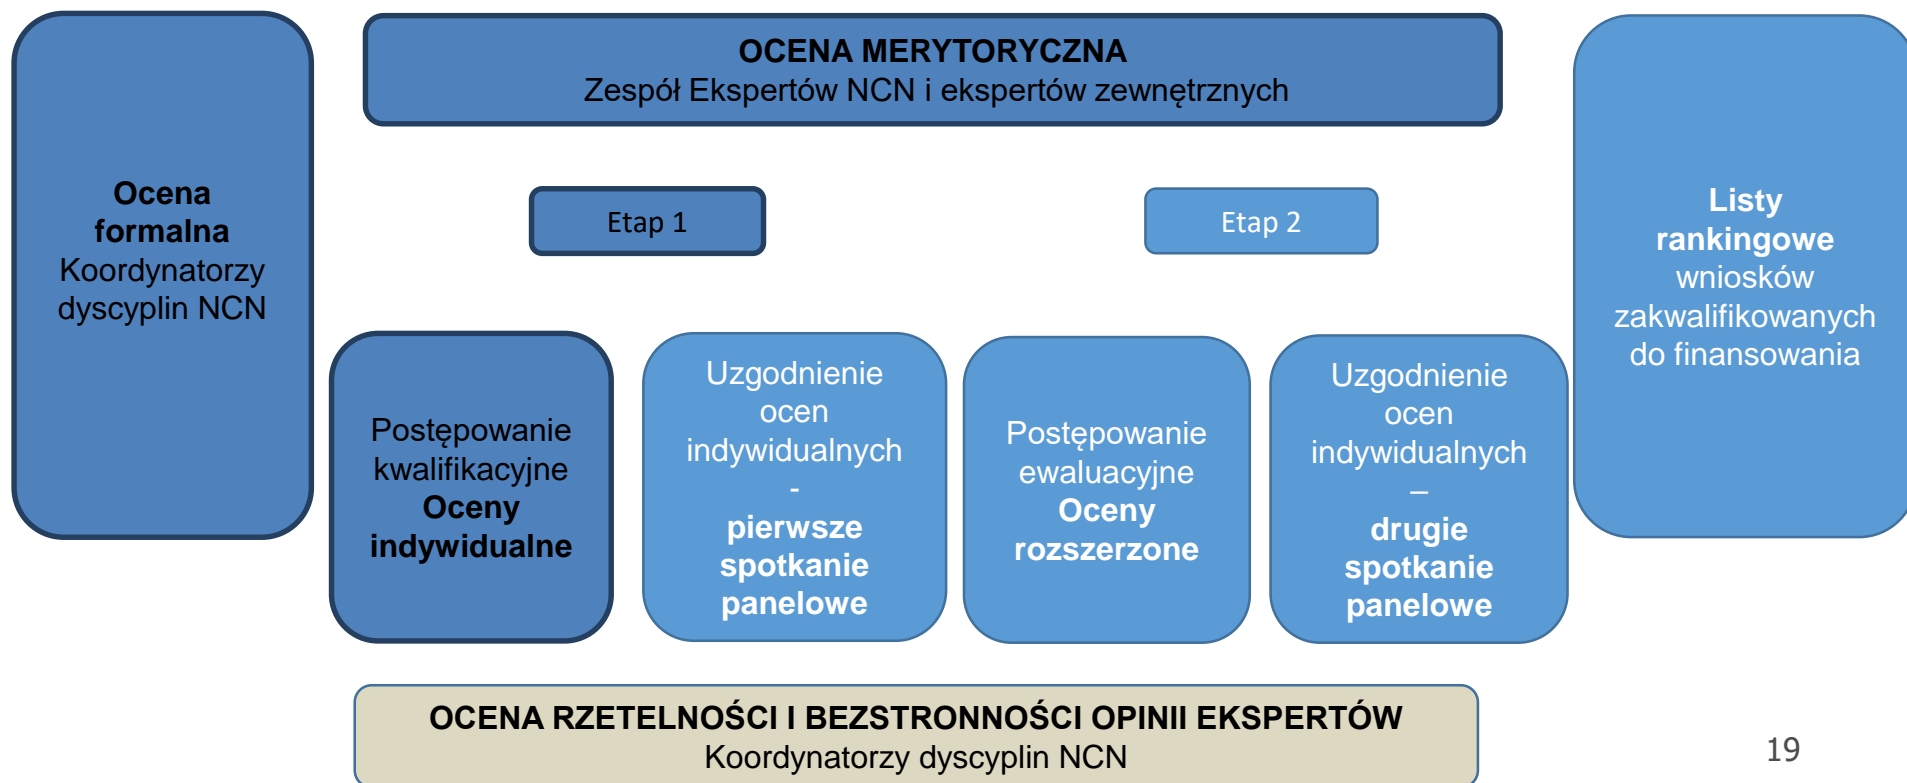 OCENA MERYTORYCZNA
Zespół Ekspertów NCN i ekspertów zewnętrznych
Ocena
formalna
Koordynatorzy
dyscyplin NCN
Etap 1
Etap 2
Listy
rankingowe
wniosków
zakwalifikowanych
do finansowania
Postępowanie
kwalifikacyjne
Oceny
indywidualne
Uzgodnienie
ocen
indywidualnych
-
pierwsze
spotkanie
panelowe
Postępowanie
ewaluacyjne
Oceny
rozszerzone
Uzgodnienie
ocen
indywidualnych
–
drugie
spotkanie
panelowe
OCENA RZETELNOŚCI I BEZSTRONNOŚCI OPINII EKSPERTÓW
Koordynatorzy dyscyplin NCN
19